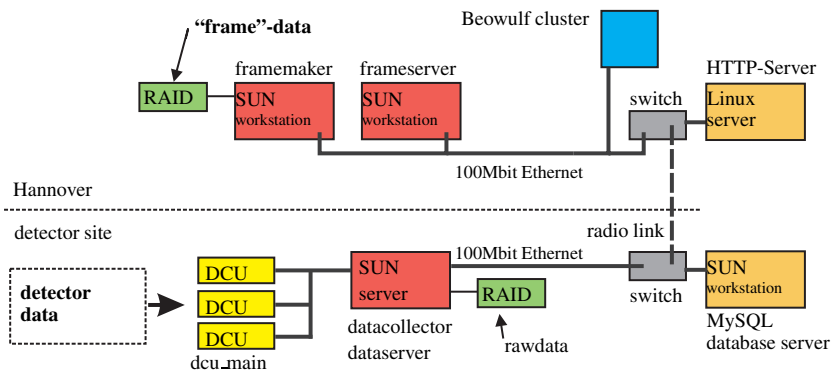 “frame”-data
Beowulf cluster
framemaker
frameserver
HTTP-Server
RAID
SUN
workstation
SUN
workstation
switch
Linux
server
100Mbit Ethernet
Hannover
detector site
radio link
detector
data
DCU
DCU
DCU
dcu_main
SUN
server
100Mbit Ethernet
RAID
datacollector
dataserver
rawdata
switch
SUN
workstation
MySQL
database server